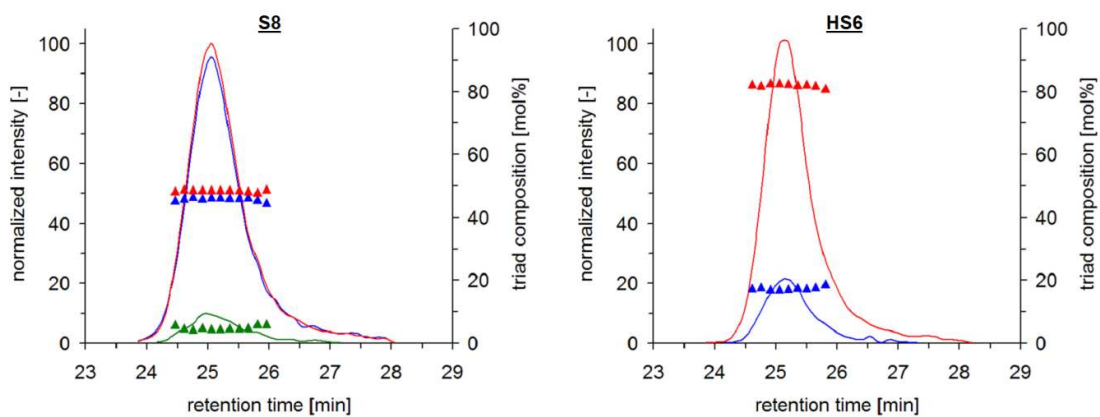 S8
normalized intensity [-]
100
80
60
40
20
0
100
80
60
40
20
0
triad composition [mol%]
23 24 25 26 27 28 29
retention time [min]
HS6
normalized intensity [-]
100
80
60
40
20
0
100
80
60
40
20
0
triad composition [mol%]
23 24 25 26 27 28 29
retention time [min]